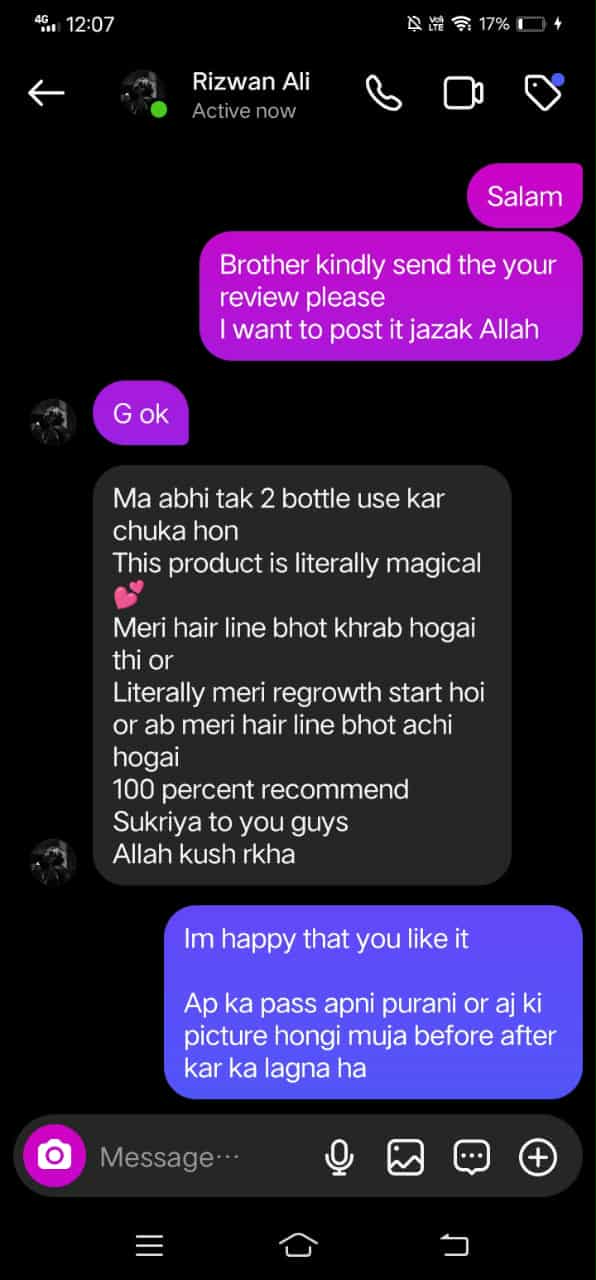 4G 12:07 Voi LTE 17%
Rizwan Ali
Active now
Salam
Brother kindly send the your
review please
I want to post it jazak Allah
G ok
Ma abhi tak 2 bottle use kar
chuka hon
This product is literally magical
💕
Meri hair line bhot khrab hogai
thi or
Literally meri regrowth start hoi
or ab meri hair line bhot achi
hogai
100 percent recommend
Sukriya to you guys
Allah kush rkha
Im happy that you like it
Ap ka pass apni purani or aj ki
picture hongi muja before after
kar ka lagna ha
Message...